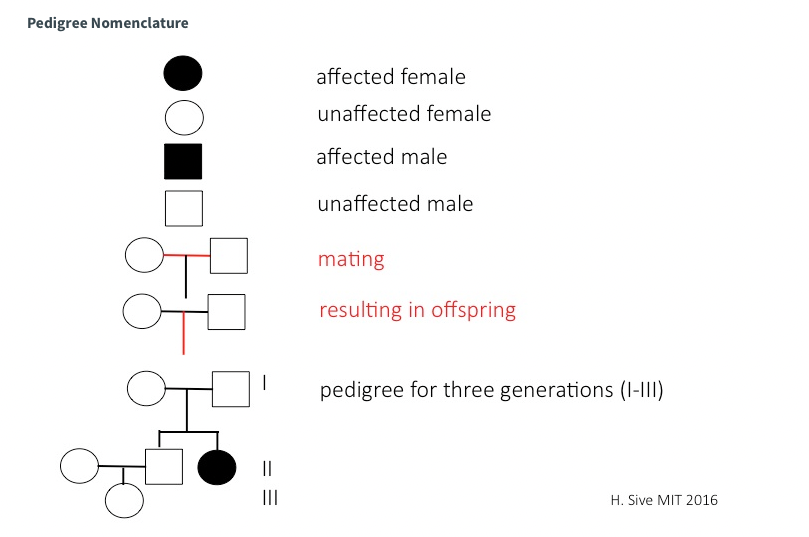 Pedigree Nomenclature
affected female
unaffected female
affected male
unaffected male
mating
resulting in offspring
I
pedigree for three generations (I-III)
II
III
H. Sive MIT 2016